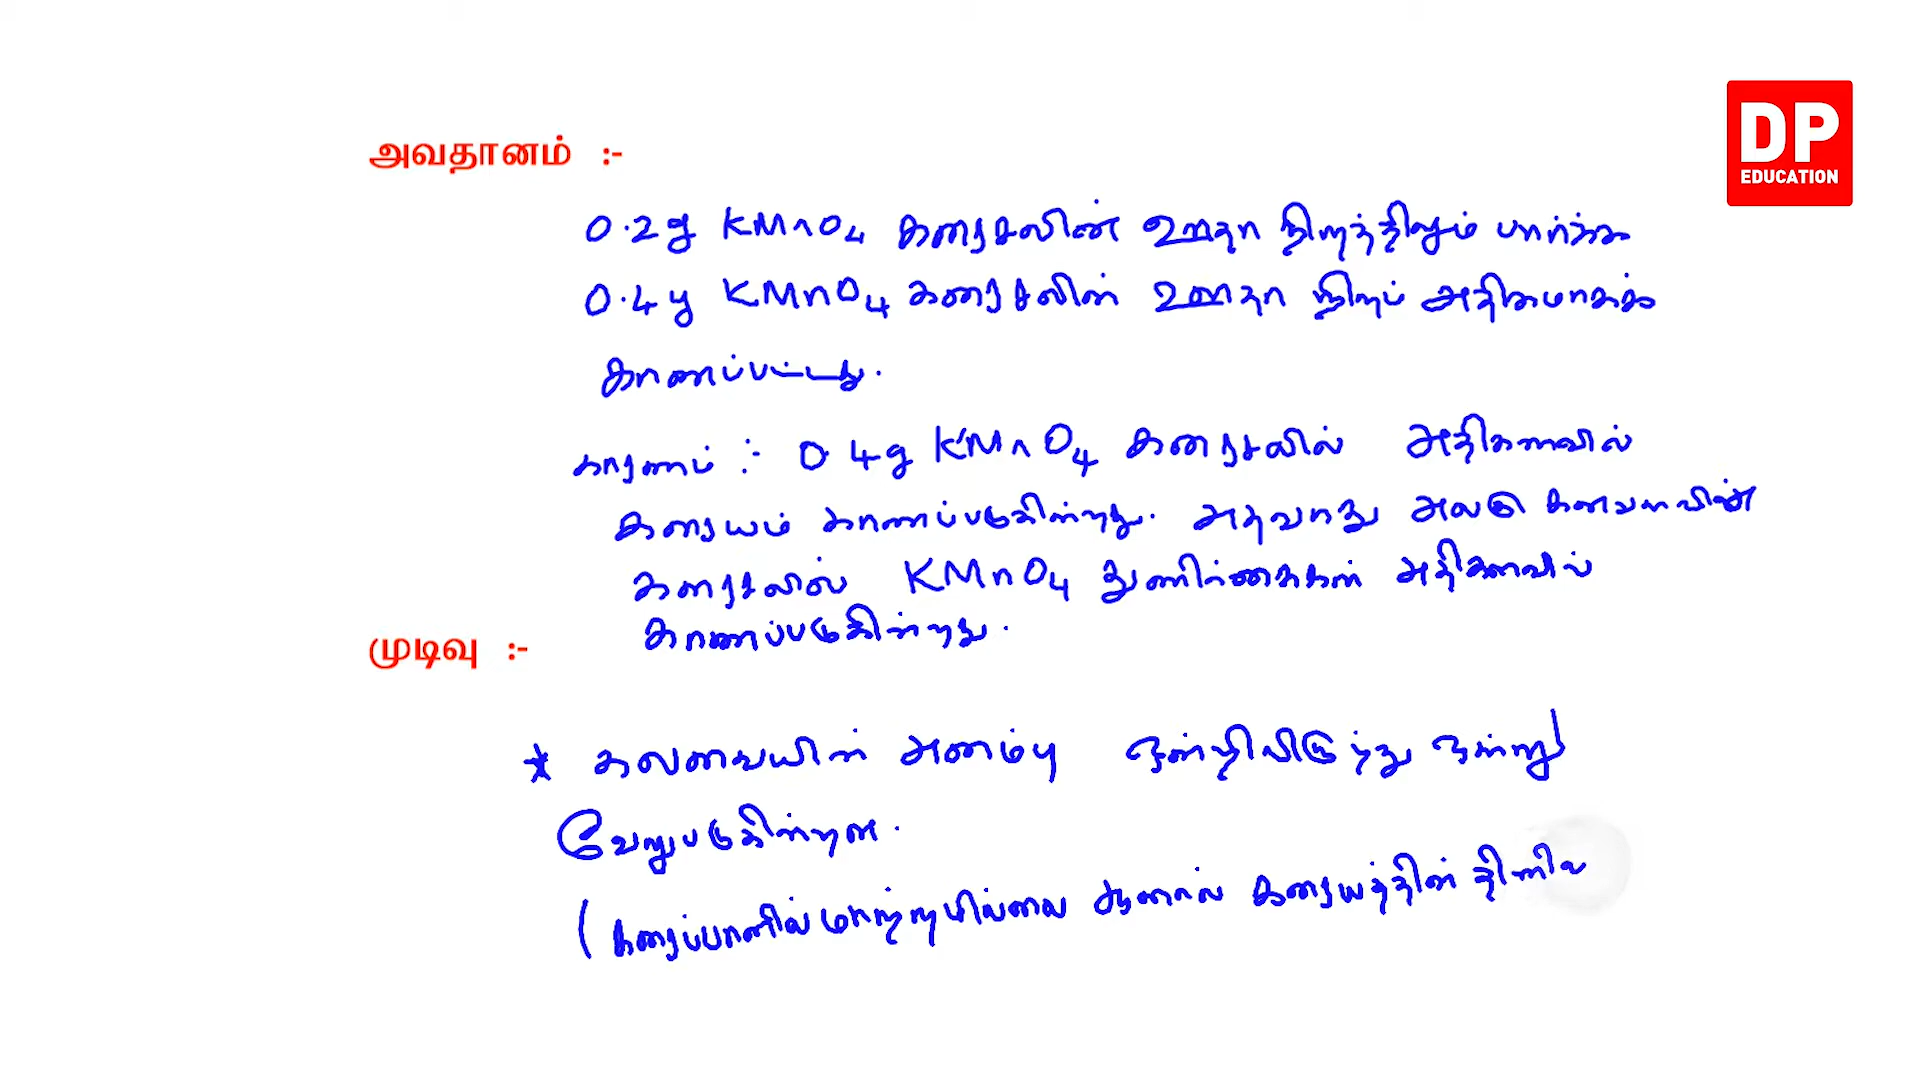 DP
EDUCATION
அவதானம் :-
0.2g KMnO4 கரைசலின் ஊதா நிறத்திலும் பார்க்க
0.4g KMnO4 கரைசலின் ஊதா நிறம் அதிகமாகக்
காணப்பட்டது.
காரணம் :- 0.4g KMnO4 கரைசலில் அதிகளவில்
கரையம் காணப்படுகின்றது. அதாவது அலகு கனவளவின்
கரைசலில் KMnO4 துணிக்கைகள் அதிகளவில்
காணப்படுகின்றது.
முடிவு :-
* கலவையின் அமைப்பு ஒன்றிலிருந்து ஒன்று
வேறுபடுகின்றன.
( கரைப்பானில் மாற்றமில்லை ஆனால் கரையத்தின் திணிவ